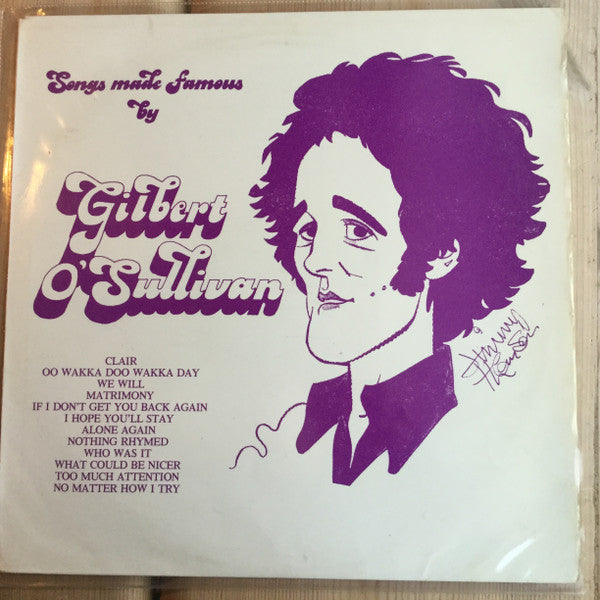 Songs made famous
by
Gilbert
O'Sullivan
CLAIR
OO WAKKA DOO WAKKA DAY
WE WILL
MATRIMONY
IF I DON'T GET YOU BACK AGAIN
I HOPE YOU'LL STAY
ALONE AGAIN
NOTHING RHYMED
WHO WAS IT
WHAT COULD BE NICER
TOO MUCH ATTENTION
NO MATTER HOW I TRY